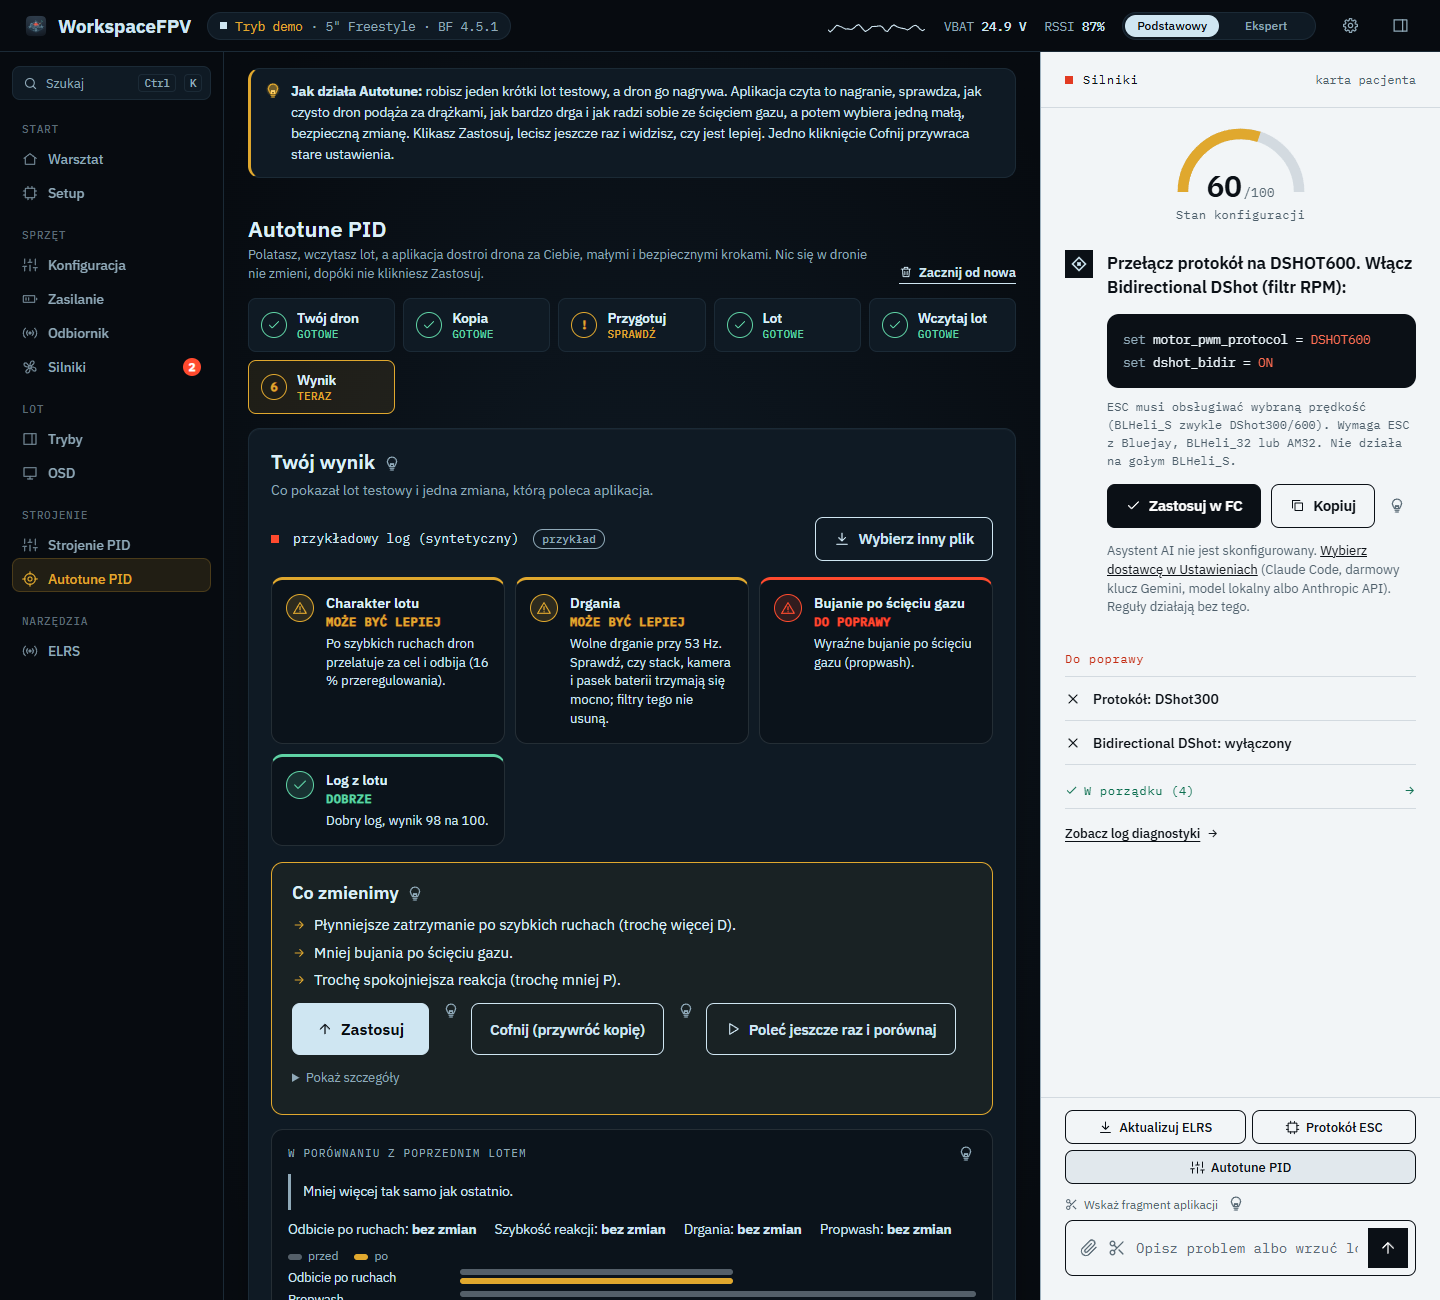 WorkspaceFPV
Tryb demo · 5" Freestyle · BF 4.5.1
VBAT 24.9 V
RSSI 87%
Podstawowy
Ekspert
Szukaj
Ctrl
K
START
Warsztat
Setup
SPRZĘT
Konfiguracja
Zasilanie
Odbiornik
Silniki
2
LOT
Tryby
OSD
STROJENIE
Strojenie PID
Autotune PID
NARZĘDZIA
ELRS
Jak działa Autotune: robisz jeden krótki lot testowy, a dron go nagrywa. Aplikacja czyta to nagranie, sprawdza, jak
czysto dron podąża za drążkami, jak bardzo drga i jak radzi sobie ze ścięciem gazu, a potem wybiera jedną małą,
bezpieczną zmianę. Klikasz Zastosuj, lecisz jeszcze raz i widzisz, czy jest lepiej. Jedno kliknięcie Cofnij przywraca
stare ustawienia.
Autotune PID
Polatasz, wczytasz lot, a aplikacja dostroi drona za Ciebie, małymi i bezpiecznymi krokami. Nic się w dronie
nie zmieni, dopóki nie klikniesz Zastosuj.
Zacznij od nowa
Twój dron
GOTOWE
Kopia
GOTOWE
!
Przygotuj
SPRAWDŹ
Lot
GOTOWE
Wczytaj lot
GOTOWE
6
Wynik
TERAZ
Twój wynik
Co pokazał lot testowy i jedna zmiana, którą poleca aplikacja.
przykładowy log (syntetyczny)
przykład
Wybierz inny plik
Charakter lotu
MOŻE BYĆ LEPIEJ
Po szybkich ruchach dron
przelatuje za cel i odbija (16
% przeregulowania).
Drgania
MOŻE BYĆ LEPIEJ
Wolne drganie przy 53 Hz.
Sprawdź, czy stack, kamera
i pasek baterii trzymają się
mocno; filtry tego nie
usuną.
Bujanie po ścięciu gazu
DO POPRAWY
Wyraźne bujanie po ścięciu
gazu (propwash).
Log z lotu
DOBRZE
Dobry log, wynik 98 na 100.
Co zmienimy
→ Płynniejsze zatrzymanie po szybkich ruchach (trochę więcej D).
→ Mniej bujania po ścięciu gazu.
→ Trochę spokojniejsza reakcja (trochę mniej P).
Zastosuj
Cofnij (przywróć kopię)
Poleć jeszcze raz i porównaj
Pokaż szczegóły
W PORÓWNANIU Z POPRZEDNIM LOTEM
Mniej więcej tak samo jak ostatnio.
Odbicie po ruchach: bez zmian
Szybkość reakcji: bez zmian
Drgania: bez zmian
Propwash: bez zmian
przed
po
Odbicie po ruchach
Propwash
Silniki
karta pacjenta
60/100
Stan konfiguracji
Przełącz protokół na DSHOT600. Włącz
Bidirectional DShot (filtr RPM):
set motor_pwm_protocol = DSHOT600
set dshot_bidir = ON
ESC musi obsługiwać wybraną prędkość
(BLHeli_S zwykle DShot300/600). Wymaga ESC
z Bluejay, BLHeli_32 lub AM32. Nie działa
na gołym BLHeli_S.
Zastosuj w FC
Kopiuj
Asystent AI nie jest skonfigurowany. Wybierz
dostawcę w Ustawieniach (Claude Code, darmowy
klucz Gemini, model lokalny albo Anthropic API).
Reguły działają bez tego.
Do poprawy
Protokół: DShot300
Bidirectional DShot: wyłączony
W porządku (4)
→
Zobacz log diagnostyki →
Aktualizuj ELRS
Protokół ESC
Autotune PID
Wskaż fragment aplikacji
Opisz problem albo wrzuć lo